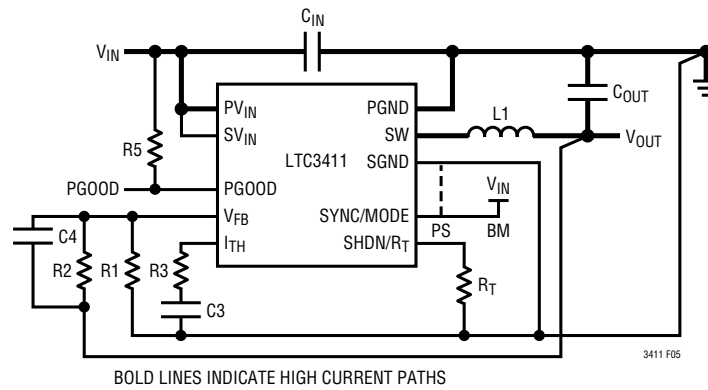 C_IN
V_IN
C_OUT
PV_IN
PGND
SV_IN
SW
L1
V_OUT
R5
LTC3411
SGND
PGOOD
PGOOD
V_IN
V_FB
SYNC/MODE
PS
BM
C4
I_TH
SHDN/R_T
R2
R1
R3
R_T
C3
3411 F05
BOLD LINES INDICATE HIGH CURRENT PATHS